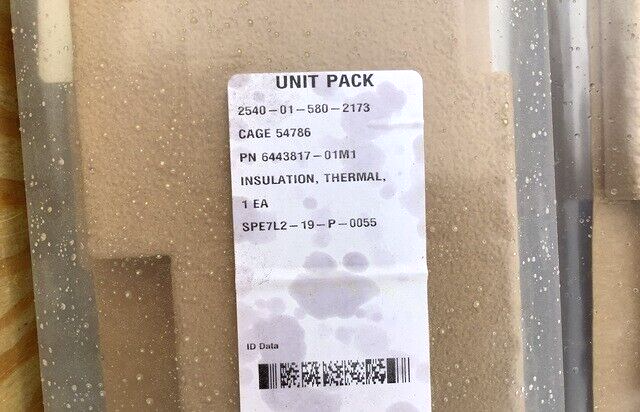 UNIT PACK
2540-01-580-2173
CAGE 54786
PN 6443817-01M1
INSULATION, THERMAL,
1 EA
SPE7L2-19-P-0055
ID Data